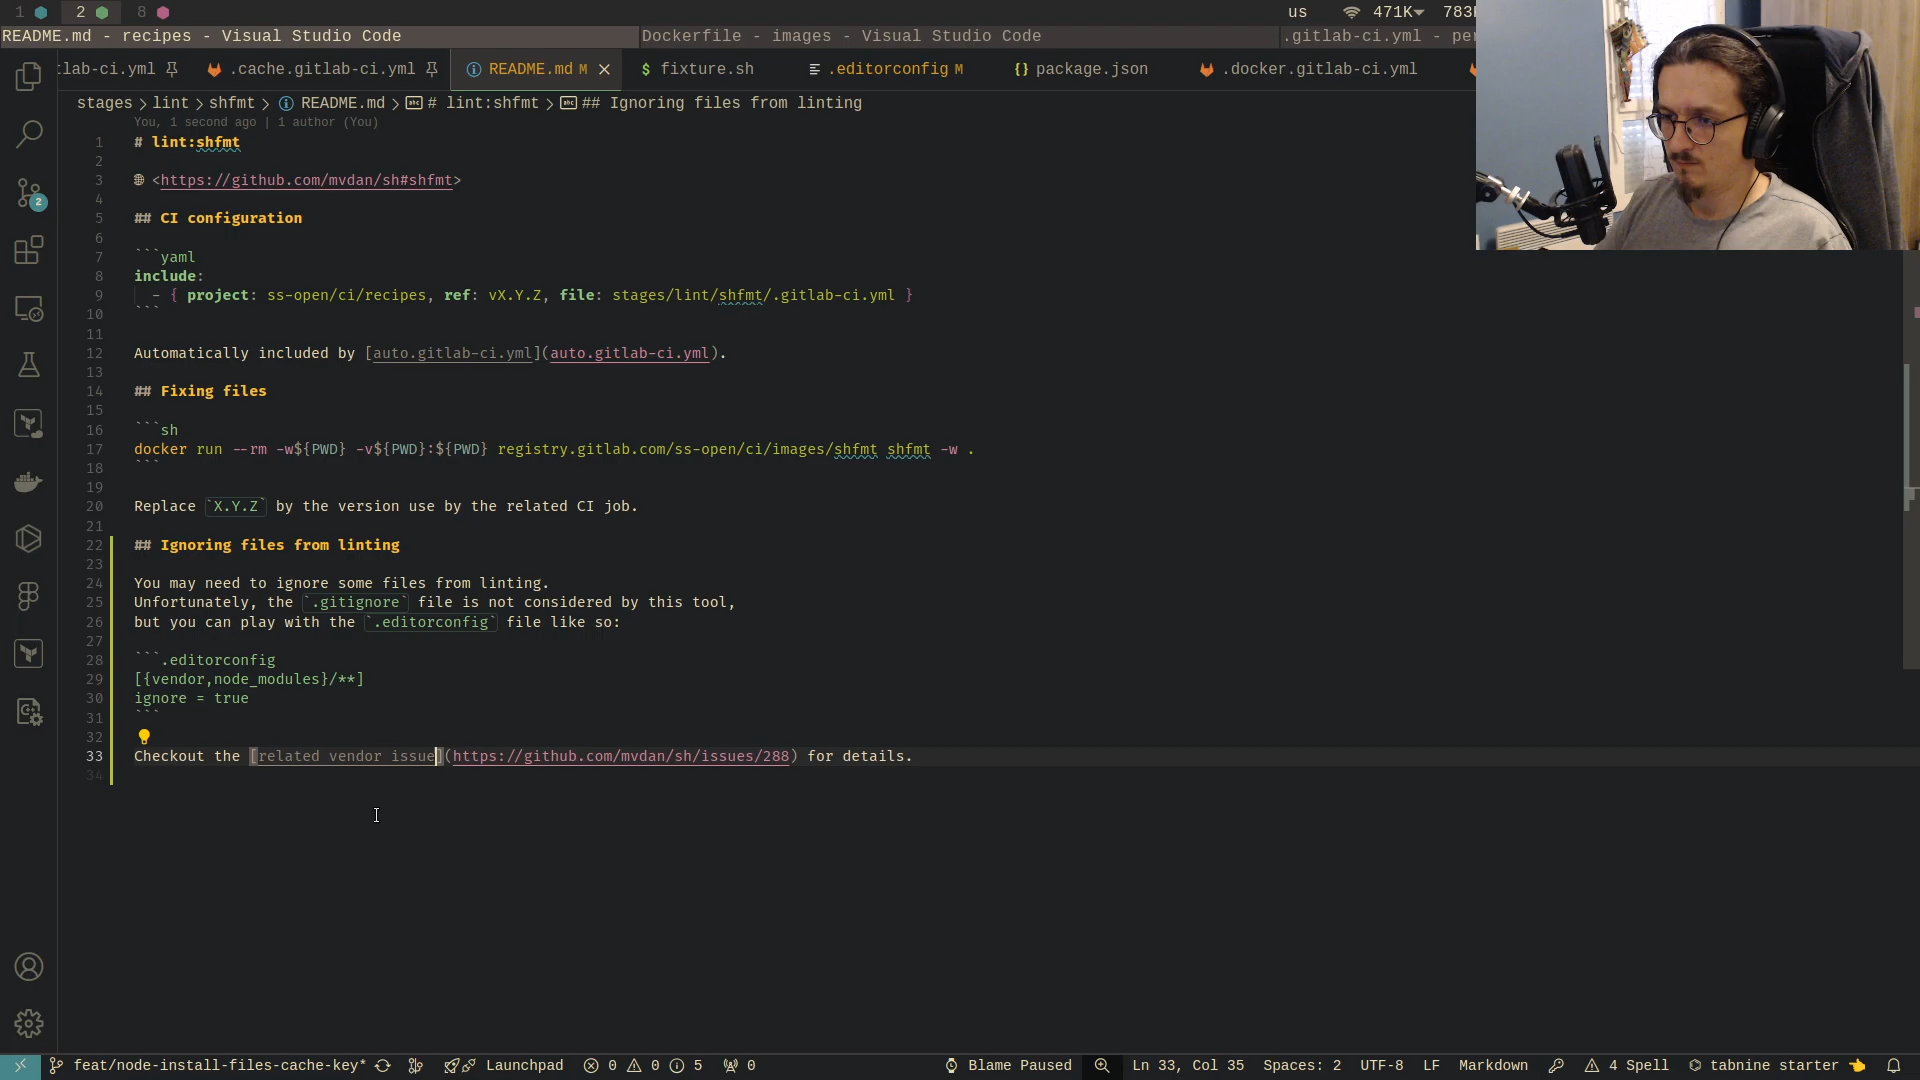 1 2 8 us 471K 783K
README.md - recipes - Visual Studio Code Dockerfile - images - Visual Studio Code .gitlab-ci.yml - per
lab-ci.yml .cache.gitlab-ci.yml README.md M fixture.sh .editorconfig M package.json .docker.gitlab-ci.yml
stages > lint > shfmt > README.md > # lint:shfmt > ## Ignoring files from linting
You, 1 second ago | 1 author (You)
1 # lint:shfmt
2
3 <https://github.com/mvdan/sh#shfmt>
4
5 ## CI configuration
6
7 ```yaml
8 include:
9 - { project: ss-open/ci/recipes, ref: vX.Y.Z, file: stages/lint/shfmt/.gitlab-ci.yml }
10 ```
11
12 Automatically included by [auto.gitlab-ci.yml](auto.gitlab-ci.yml).
13
14 ## Fixing files
15
16 ```sh
17 docker run --rm -w${PWD} -v${PWD}:${PWD} registry.gitlab.com/ss-open/ci/images/shfmt shfmt -w .
18 ```
19
20 Replace `X.Y.Z` by the version use by the related CI job.
21
22 ## Ignoring files from linting
23
24 You may need to ignore some files from linting.
25 Unfortunately, the `.gitignore` file is not considered by this tool,
26 but you can play with the `.editorconfig` file like so:
27
28 ```.editorconfig
29 [{vendor,node_modules}/**]
30 ignore = true
31 ```
32
33 Checkout the [related vendor issue](https://github.com/mvdan/sh/issues/288) for details.
34
2
feat/node-install-files-cache-key* Launchpad 0 0 5 0 Blame Paused Ln 33, Col 35 Spaces: 2 UTF-8 LF Markdown 4 Spell tabnine starter